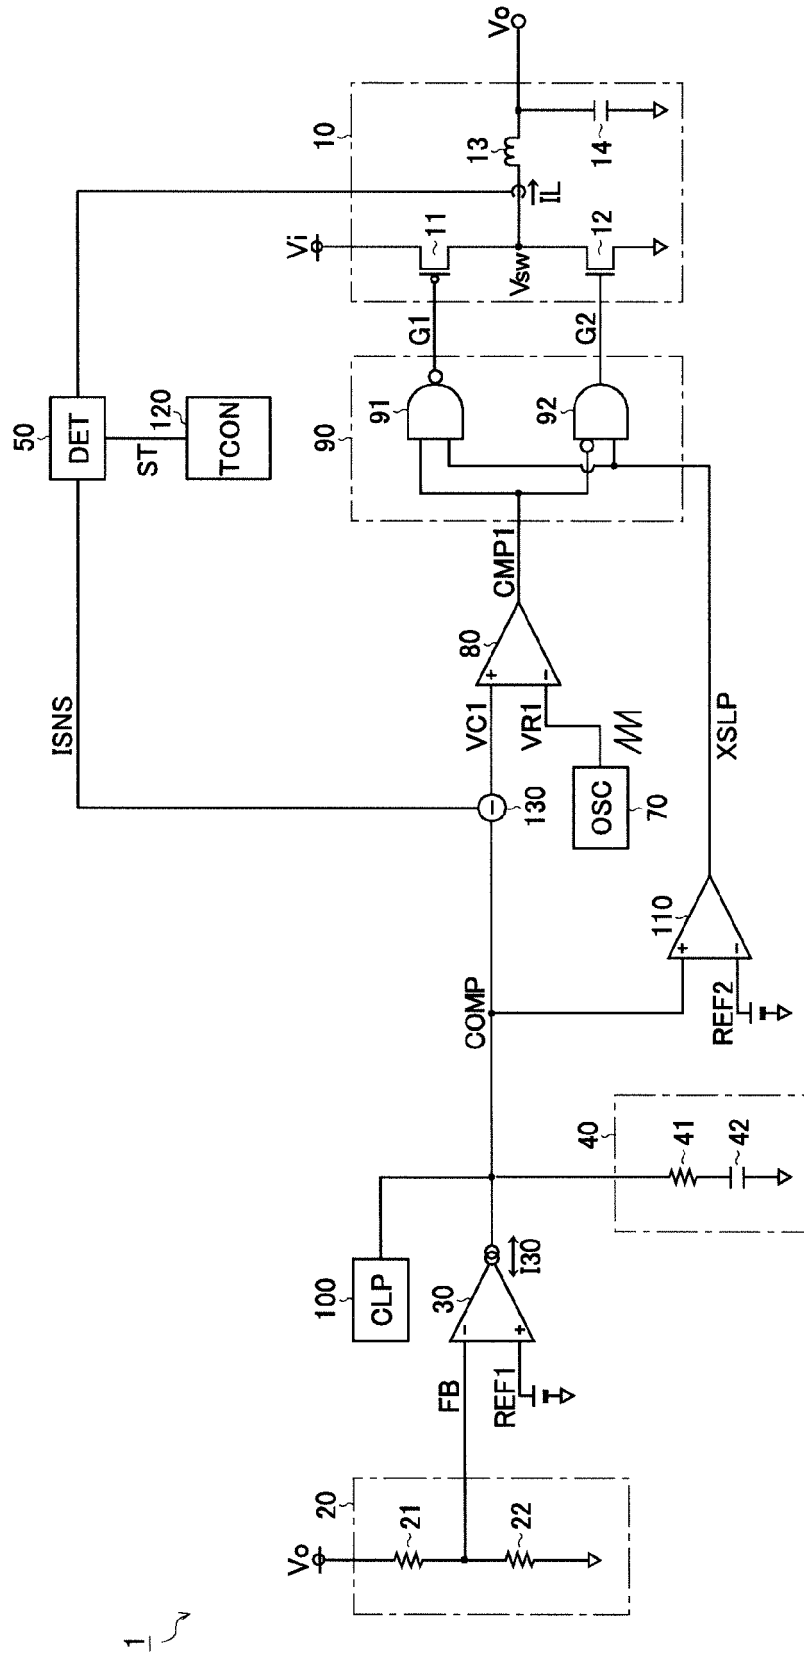 1
Vo
20
21
22
FB
REF1
30
I30
100
CLP
40
41
42
COMP
REF2
110
XSLP
ISNS
130
VC1
VR1
OSC
70
80
CMP1
50
DET
ST
120
TCON
90
91
92
G1
G2
10
Vi
11
Vsw
12
IL
13
14
Vo